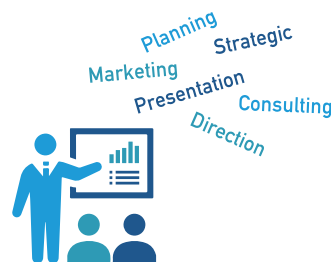 Planning
Strategic
Marketing
Presentation
Consulting
Direction